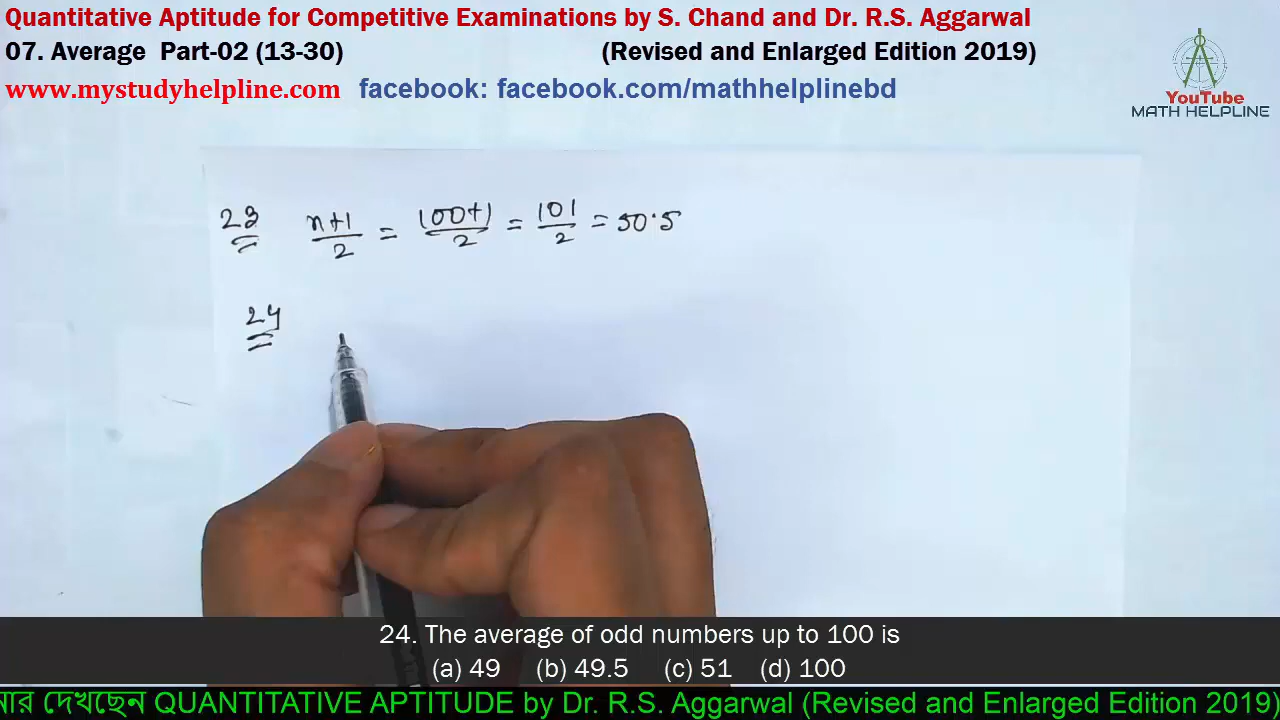 Quantitative Aptitude for Competitive Examinations by S. Chand and Dr. R.S. Aggarwal
07. Average Part-02 (13-30) (Revised and Enlarged Edition 2019)
www.mystudyhelpline.com facebook: facebook.com/mathhelplinebd
YouTube
MATH HELPLINE
23 n+1/2 = 100+1/2 = 101/2 = 50.5
24
24. The average of odd numbers up to 100 is
(a) 49 (b) 49.5 (c) 51 (d) 100
দেখছেন QUANTITATIVE APTITUDE by Dr. R.S. Aggarwal (Revised and Enlarged Edition 2019)